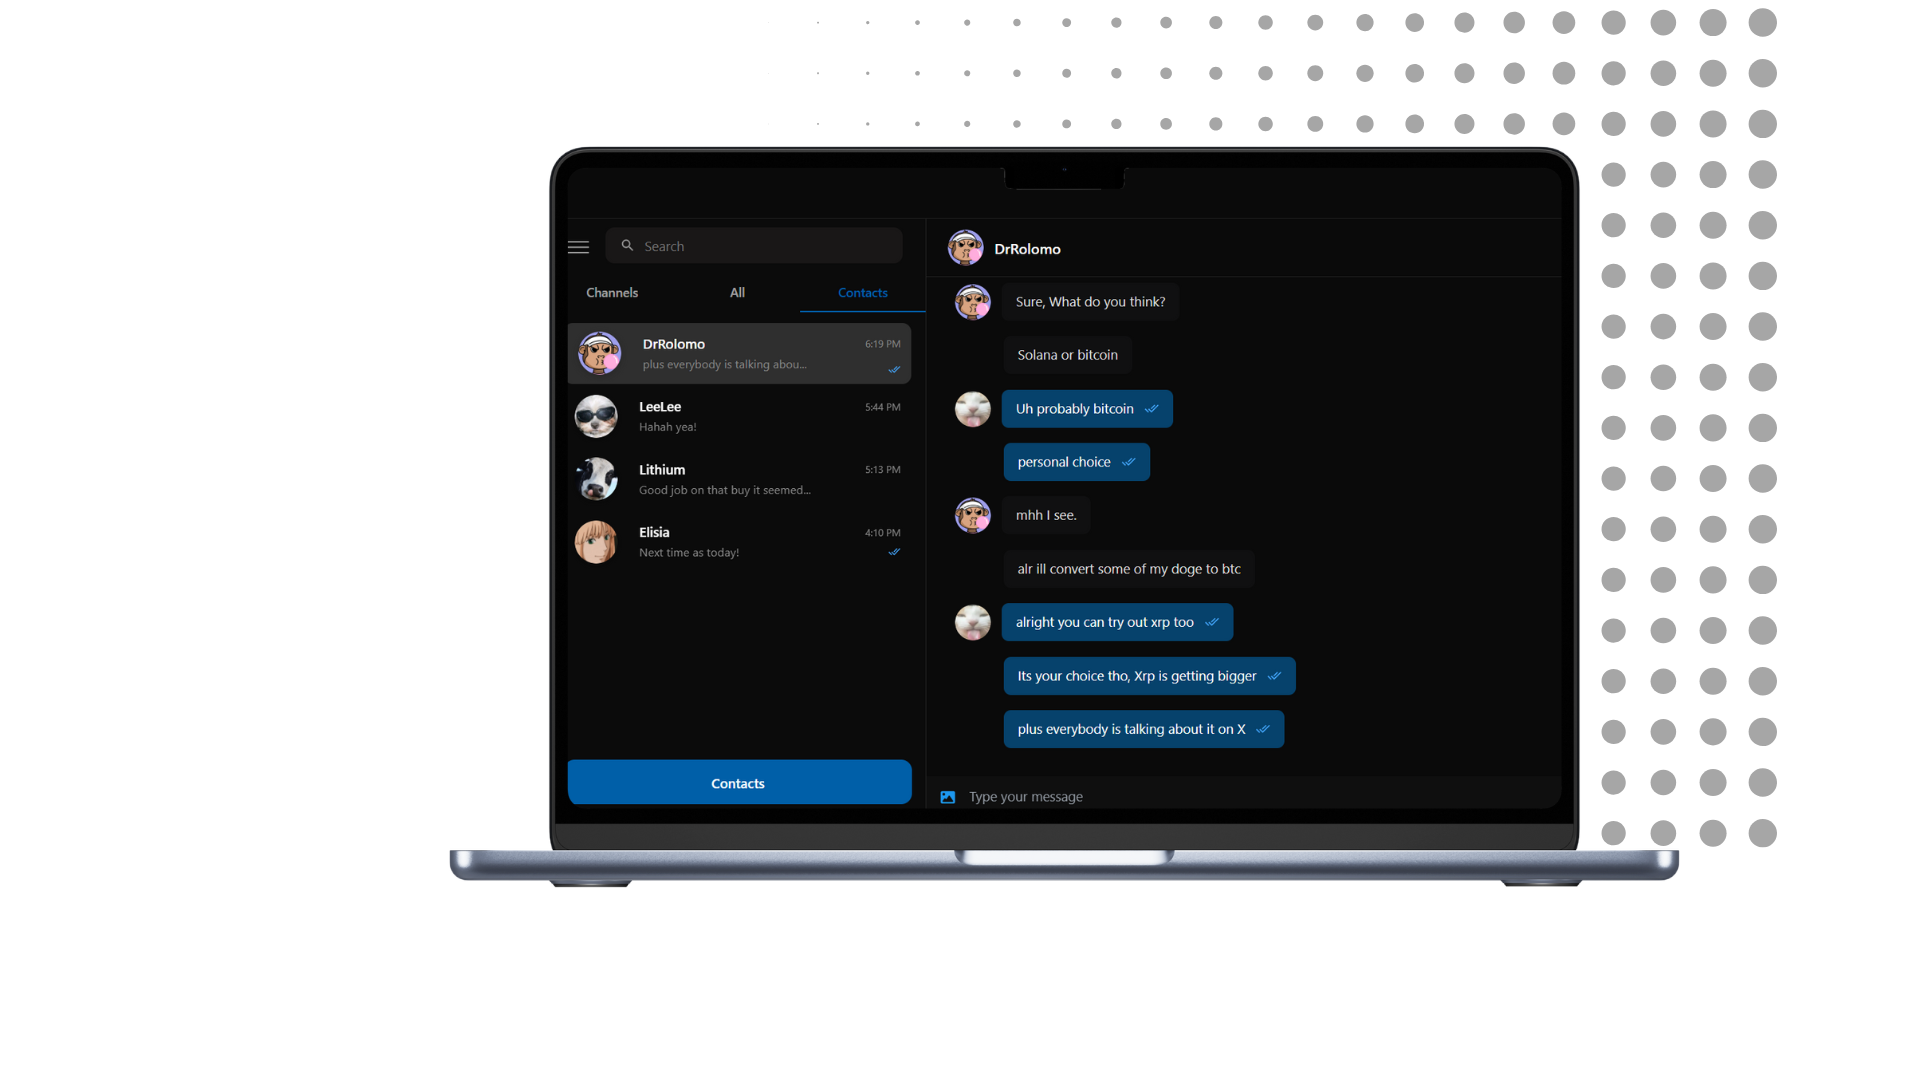 Search
Channels
All
Contacts
DrRolomo
6:19 PM
plus everybody is talking abou...
LeeLee
5:44 PM
Hahah yea!
Lithium
5:13 PM
Good job on that buy it seemed...
Elisia
4:10 PM
Next time as today!
Contacts
DrRolomo
Sure, What do you think?
Solana or bitcoin
Uh probably bitcoin
personal choice
mhh I see.
alr ill convert some of my doge to btc
alright you can try out xrp too
Its your choice tho, Xrp is getting bigger
plus everybody is talking about it on X
Type your message